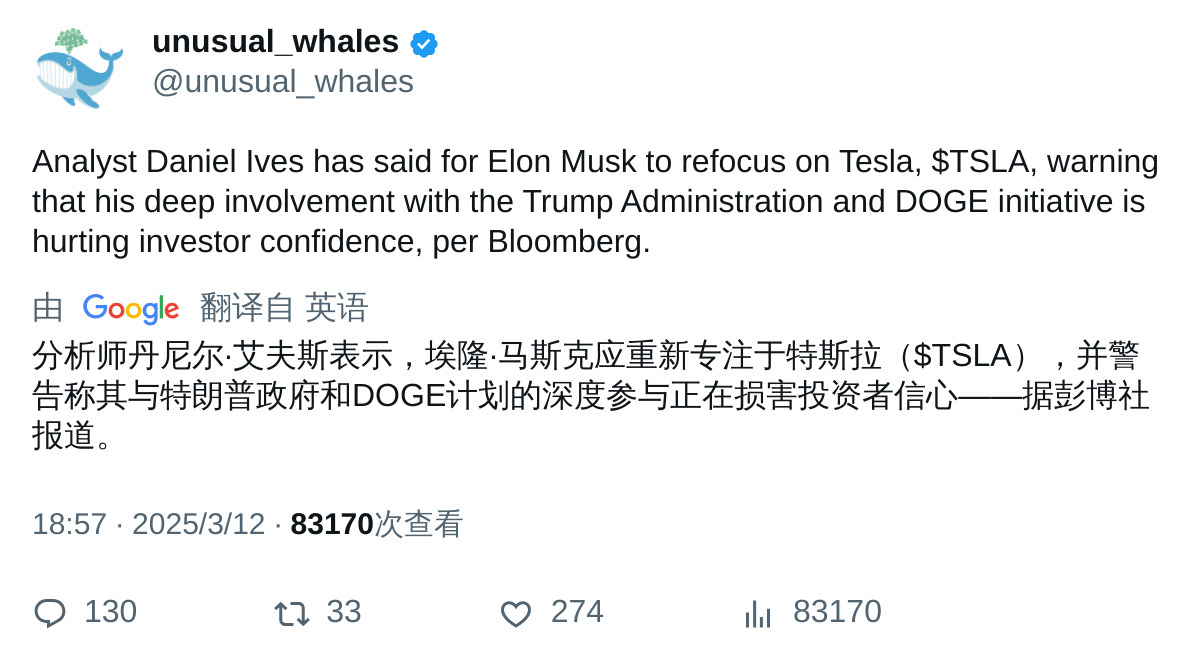 unusual_whales
@unusual_whales
Analyst Daniel Ives has said for Elon Musk to refocus on Tesla, $TSLA, warning
that his deep involvement with the Trump Administration and DOGE initiative is
hurting investor confidence, per Bloomberg.
由 Google 翻译自 英语
分析师丹尼尔·艾夫斯表示，埃隆·马斯克应重新专注于特斯拉（$TSLA），并警
告称其与特朗普政府和DOGE计划的深度参与正在损害投资者信心——据彭博社
报道。
18:57 · 2025/3/12 · 83170次查看
130 33 274 83170